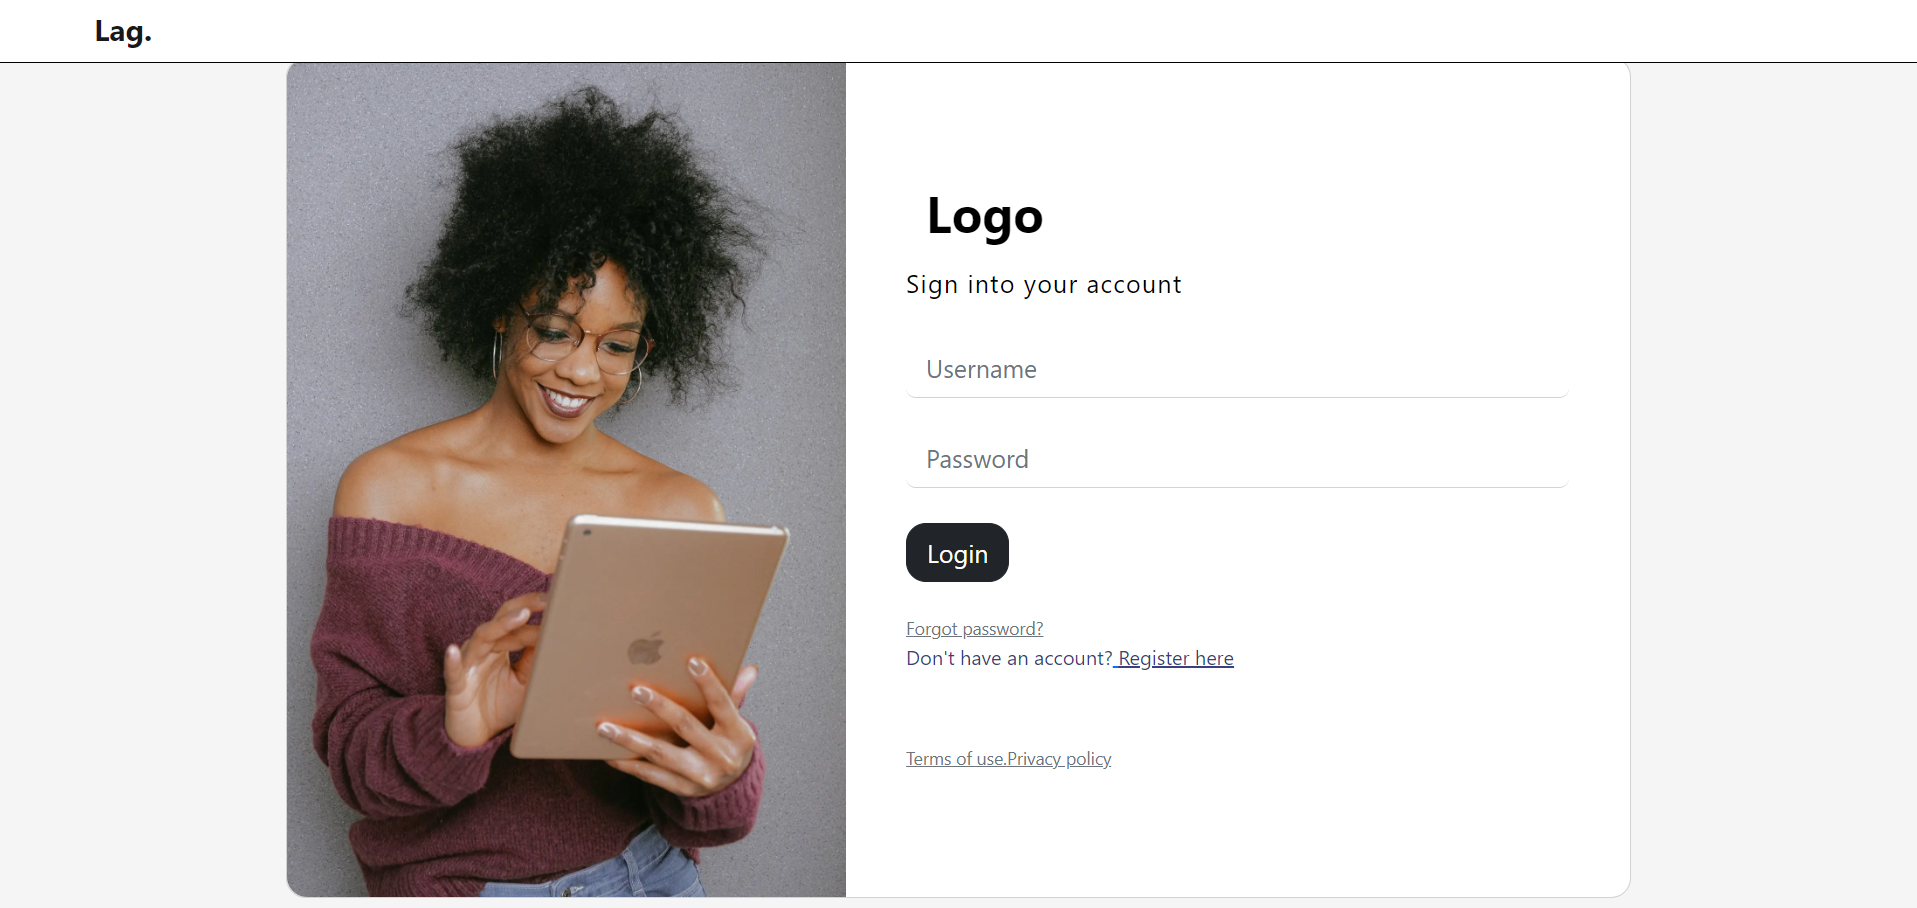 Lag.
Logo
Sign into your account
Username
Password
Login
Forgot password?
Don't have an account? Register here
Terms of use.Privacy policy